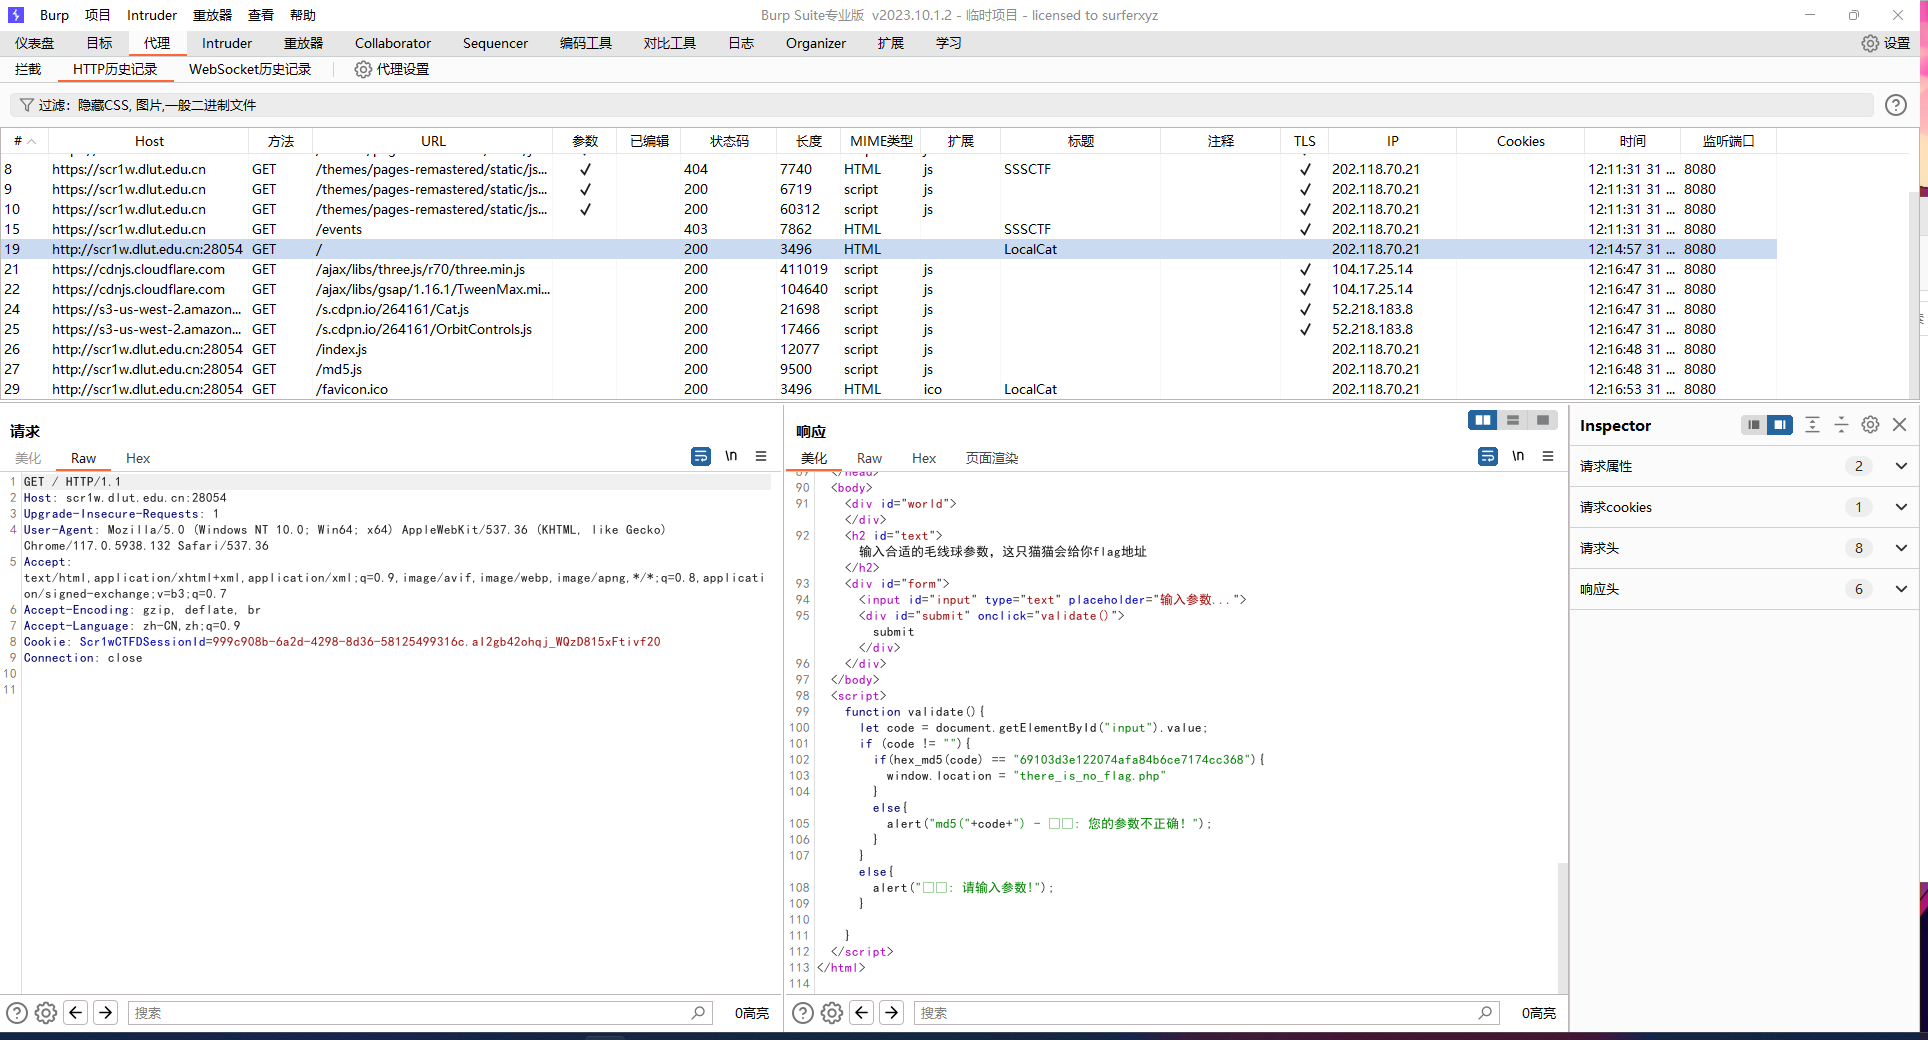 Burp 项目 Intruder 重放器 查看 帮助 Burp Suite专业版 v2023.10.1.2 - 临时项目 - licensed to surferxyz
仪表盘 目标 代理 Intruder 重放器 Collaborator Sequencer 编码工具 对比工具 日志 Organizer 扩展 学习 设置
拦截 HTTP历史记录 WebSocket历史记录 代理设置
过滤: 隐藏CSS, 图片,一般二进制文件
# Host 方法 URL 参数 已编辑 状态码 长度 MIME类型 扩展 标题 注释 TLS IP Cookies 时间 监听端口
8 https://scr1w.dlut.edu.cn GET /themes/pages-remastered/static/js... ✓ 404 7740 HTML js SSSCTF ✓ 202.118.70.21 12:11:31 31 ... 8080
9 https://scr1w.dlut.edu.cn GET /themes/pages-remastered/static/js... ✓ 200 6719 script js ✓ 202.118.70.21 12:11:31 31 ... 8080
10 https://scr1w.dlut.edu.cn GET /themes/pages-remastered/static/js... ✓ 200 60312 script js ✓ 202.118.70.21 12:11:31 31 ... 8080
15 https://scr1w.dlut.edu.cn GET /events 403 7862 HTML SSSCTF ✓ 202.118.70.21 12:11:31 31 ... 8080
19 http://scr1w.dlut.edu.cn:28054 GET / 200 3496 HTML LocalCat 202.118.70.21 12:14:57 31 ... 8080
21 https://cdnjs.cloudflare.com GET /ajax/libs/three.js/r70/three.min.js 200 411019 script js ✓ 104.17.25.14 12:16:47 31 ... 8080
22 https://cdnjs.cloudflare.com GET /ajax/libs/gsap/1.16.1/TweenMax.mi... 200 104640 script js ✓ 104.17.25.14 12:16:47 31 ... 8080
24 https://s3-us-west-2.amazon... GET /s.cdpn.io/264161/Cat.js 200 21698 script js ✓ 52.218.183.8 12:16:47 31 ... 8080
25 https://s3-us-west-2.amazon... GET /s.cdpn.io/264161/OrbitControls.js 200 17466 script js ✓ 52.218.183.8 12:16:47 31 ... 8080
26 http://scr1w.dlut.edu.cn:28054 GET /index.js 200 12077 script js 202.118.70.21 12:16:48 31 ... 8080
27 http://scr1w.dlut.edu.cn:28054 GET /md5.js 200 9500 script js 202.118.70.21 12:16:48 31 ... 8080
29 http://scr1w.dlut.edu.cn:28054 GET /favicon.ico 200 3496 HTML ico LocalCat 202.118.70.21 12:16:53 31 ... 8080
请求
美化 Raw Hex \n
1 GET / HTTP/1.1
2 Host: scr1w.dlut.edu.cn:28054
3 Upgrade-Insecure-Requests: 1
4 User-Agent: Mozilla/5.0 (Windows NT 10.0; Win64; x64) AppleWebKit/537.36 (KHTML, like Gecko)
Chrome/117.0.5938.132 Safari/537.36
5 Accept:
text/html,application/xhtml+xml,application/xml;q=0.9,image/avif,image/webp,image/apng,*/*;q=0.8,applicati
on/signed-exchange;v=b3;q=0.7
6 Accept-Encoding: gzip, deflate, br
7 Accept-Language: zh-CN,zh;q=0.9
8 Cookie: Scr1wCTFDSessionId=999c908b-6a2d-4298-8d36-58125499316c.al2gb42ohqj_WQzD815xFtivf20
9 Connection: close
10
11
搜索 0高亮
响应
美化 Raw Hex 页面渲染 \n
89 </head>
90 <body>
91 <div id="world">
</div>
92 <h2 id="text">
输入合适的毛线球参数，这只猫猫会给你flag地址
</h2>
93 <div id="form">
94 <input id="input" type="text" placeholder="输入参数...">
95 <div id="submit" onclick="validate()">
submit
</div>
96 </div>
97 </body>
98 <script>
99 function validate(){
100 let code = document.getElementById("input").value;
101 if (code != ""){
102 if(hex_md5(code) == "69103d3e122074afa84b6ce7174cc368"){
103 window.location = "there_is_no_flag.php"
104 }
else{
105 alert("md5("+code+") - □□: 您的参数不正确！");
106 }
107 }
else{
108 alert("□□: 请输入参数!");
109 }
110
111 }
112 </script>
113 </html>
114
搜索 0高亮
Inspector
请求属性 2
请求cookies 1
请求头 8
响应头 6